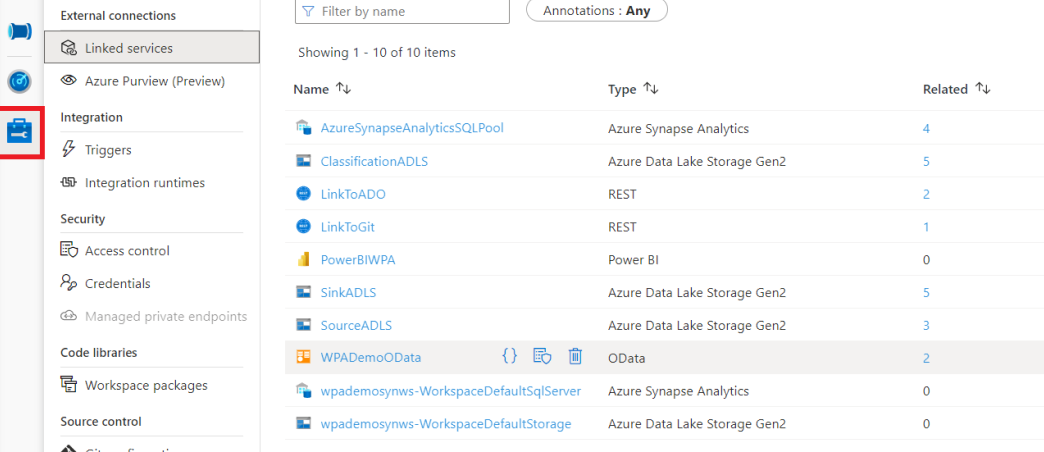 External connections
Linked services
Azure Purview (Preview)
Integration
Triggers
Integration runtimes
Security
Access control
Credentials
Managed private endpoints
Code libraries
Workspace packages
Source control
Filter by name
Annotations : Any
Showing 1 - 10 of 10 items
Name Type Related
AzureSynapseAnalyticsSQLPool Azure Synapse Analytics 4
ClassificationADLS Azure Data Lake Storage Gen2 5
LinkToADO REST 2
LinkToGit REST 1
PowerBIWPA Power BI 0
SinkADLS Azure Data Lake Storage Gen2 5
SourceADLS Azure Data Lake Storage Gen2 3
WPADemoOData {} OData 2
wpademosynws-WorkspaceDefaultSqlServer Azure Synapse Analytics 0
wpademosynws-WorkspaceDefaultStorage Azure Data Lake Storage Gen2 0